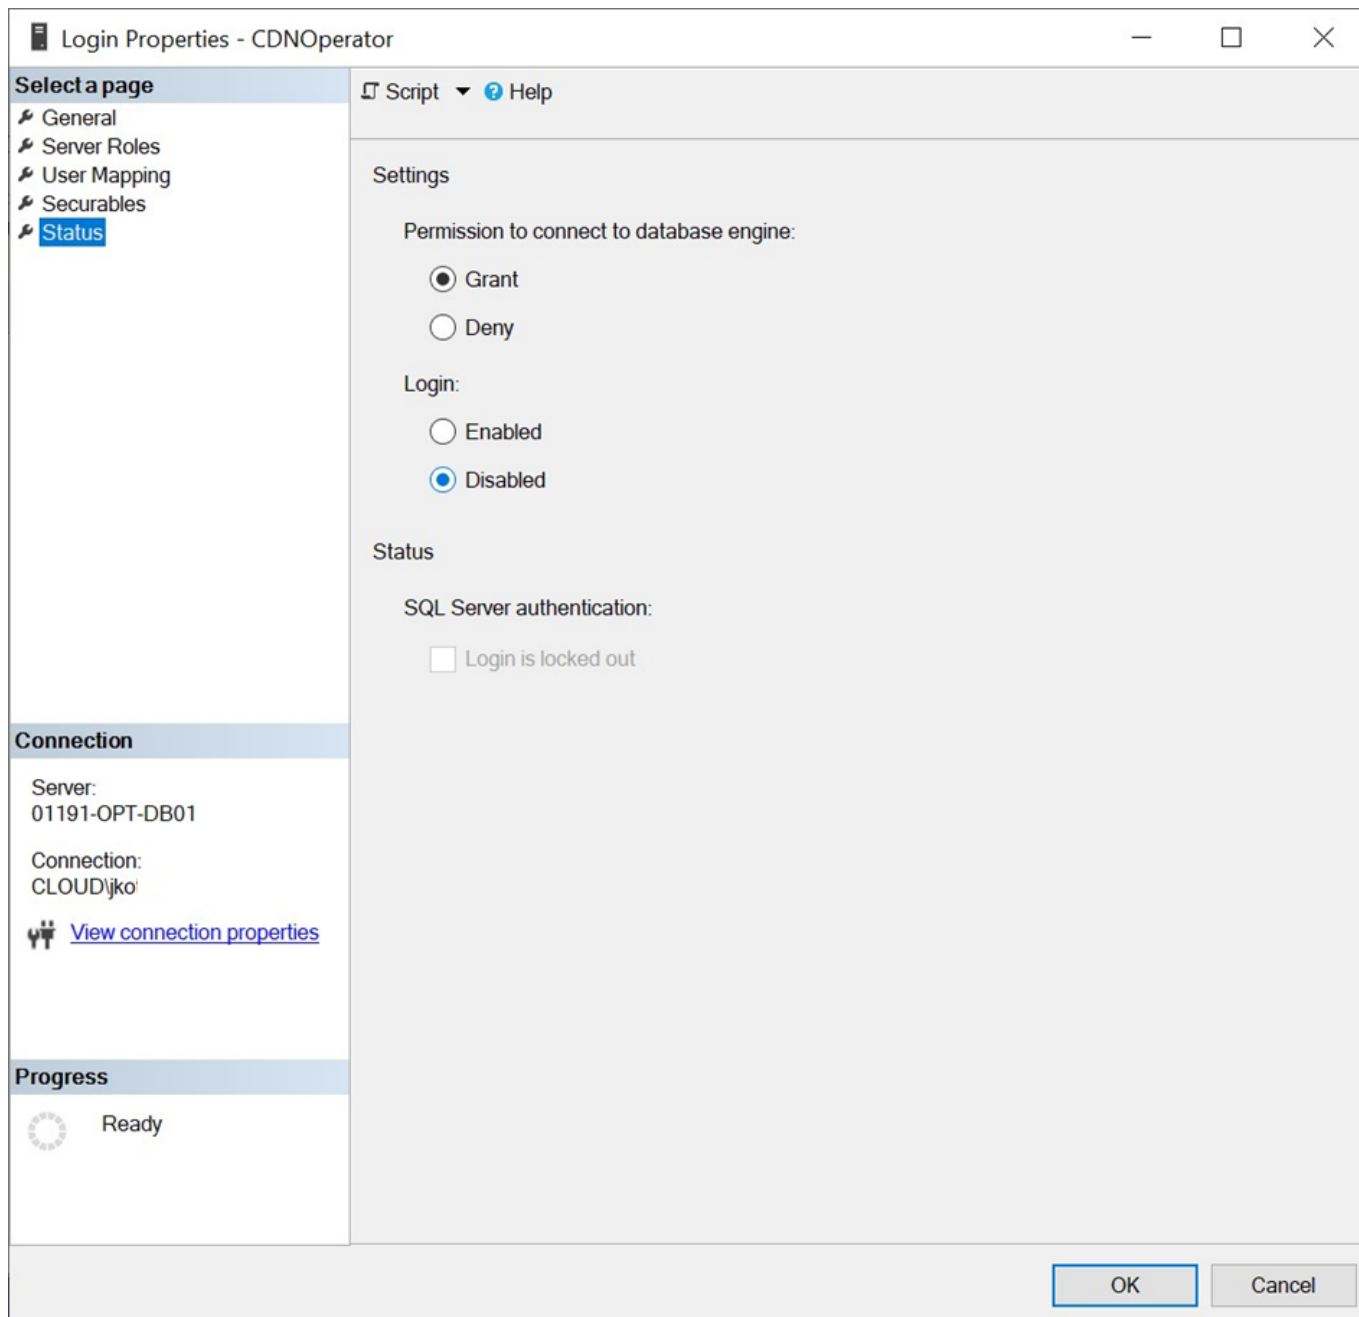 Login Properties - CDNOperator
Select a page
General
Server Roles
User Mapping
Securables
Status
Script
Help
Settings
Permission to connect to database engine:
Grant
Deny
Login:
Enabled
Disabled
Status
SQL Server authentication:
Login is locked out
Connection
Server:
01191-OPT-DB01
Connection:
CLOUD\jko
View connection properties
Progress
Ready
OK
Cancel